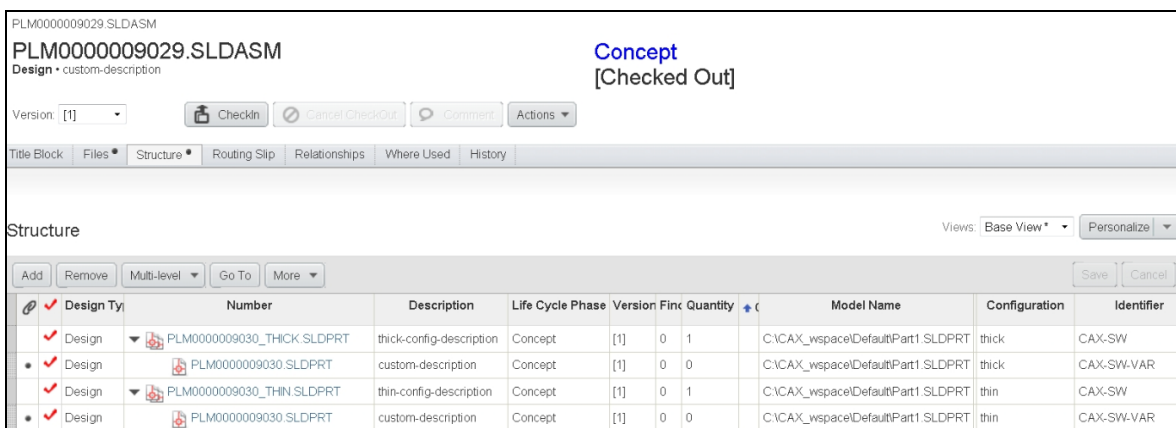 PLM0000009029.SLDASM
PLM0000009029.SLDASM
Design • custom-description
Concept
[Checked Out]
Version: [1] CheckIn Cancel CheckOut Comment Actions
Title Block Files Structure Routing Slip Relationships Where Used History
Structure
Views: Base View* Personalize
Add Remove Multi-level Go To More Save Cancel
Design Ty Number Description Life Cycle Phase Version Find Quantity Model Name Configuration Identifier
Design PLM0000009030_THICK.SLDPRT thick-config-description Concept [1] 0 1 C:\CAX_wspace\Default\Part1.SLDPRT thick CAX-SW
Design PLM0000009030.SLDPRT custom-description Concept [1] 0 0 C:\CAX_wspace\Default\Part1.SLDPRT thick CAX-SW-VAR
Design PLM0000009030_THIN.SLDPRT thin-config-description Concept [1] 0 1 C:\CAX_wspace\Default\Part1.SLDPRT thin CAX-SW
Design PLM0000009030.SLDPRT custom-description Concept [1] 0 0 C:\CAX_wspace\Default\Part1.SLDPRT thin CAX-SW-VAR